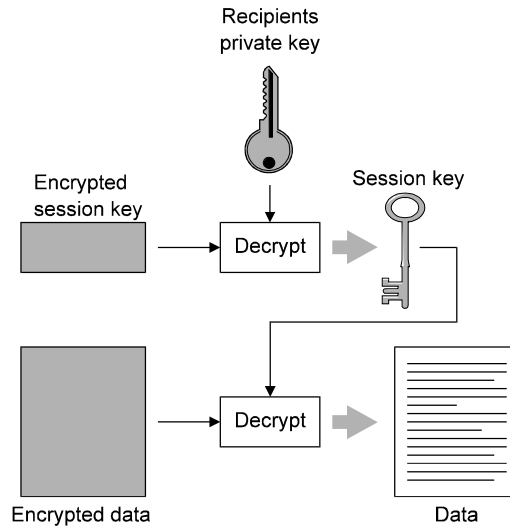 Recipients
private key
Encrypted
session key
Session key
Decrypt
Decrypt
Encrypted data
Data